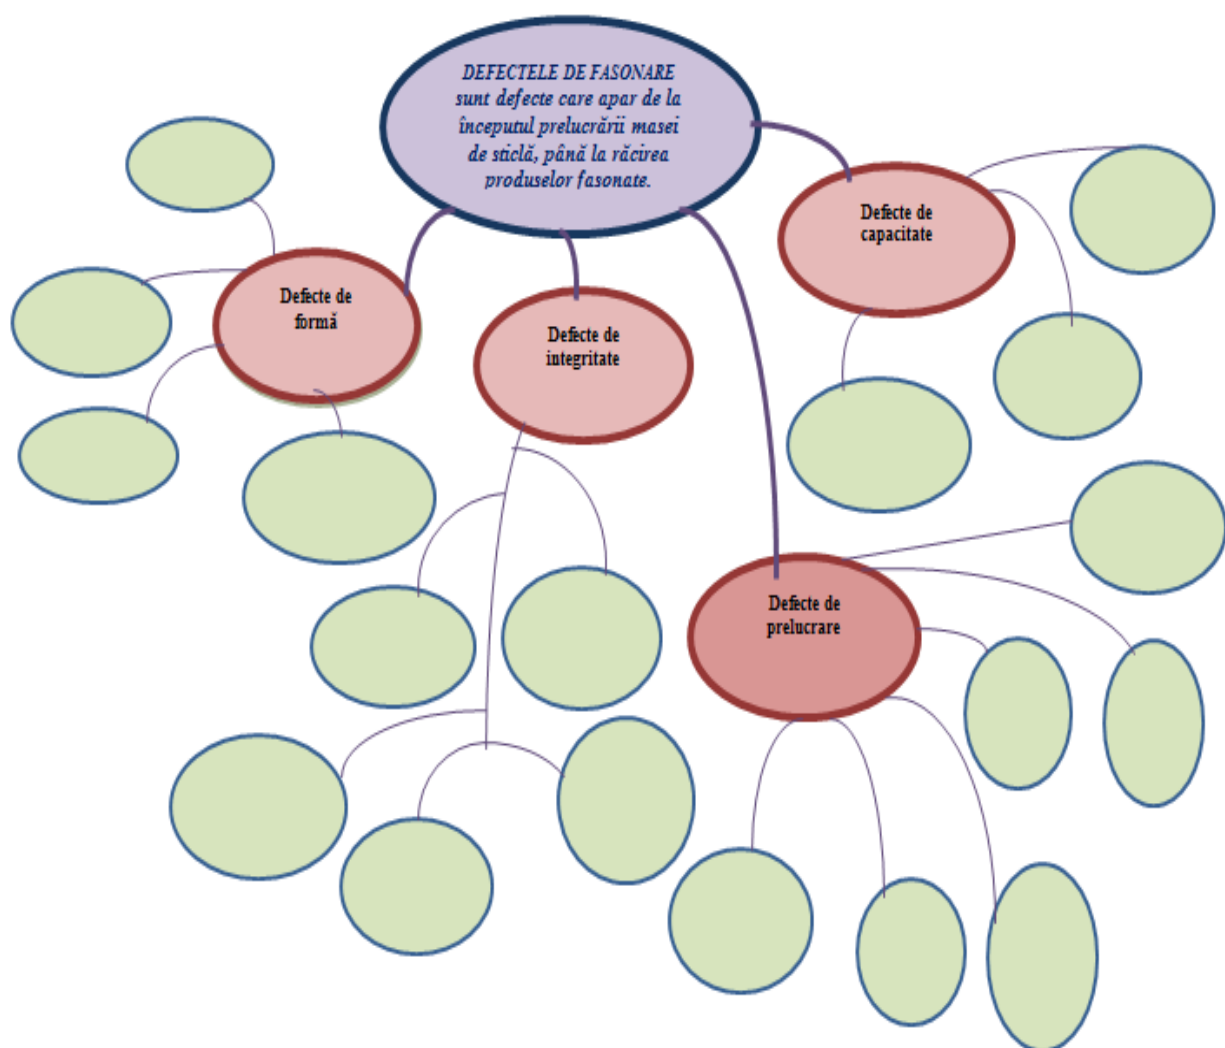 DEFECTELE DE FASONARE
sunt defecte care apar de la
începutul prelucrării masei
de sticlă, până la răcirea
produselor fasonate.
Defecte de
capacitate
Defecte de
formă
Defecte de
integritate
Defecte de
prelucrare